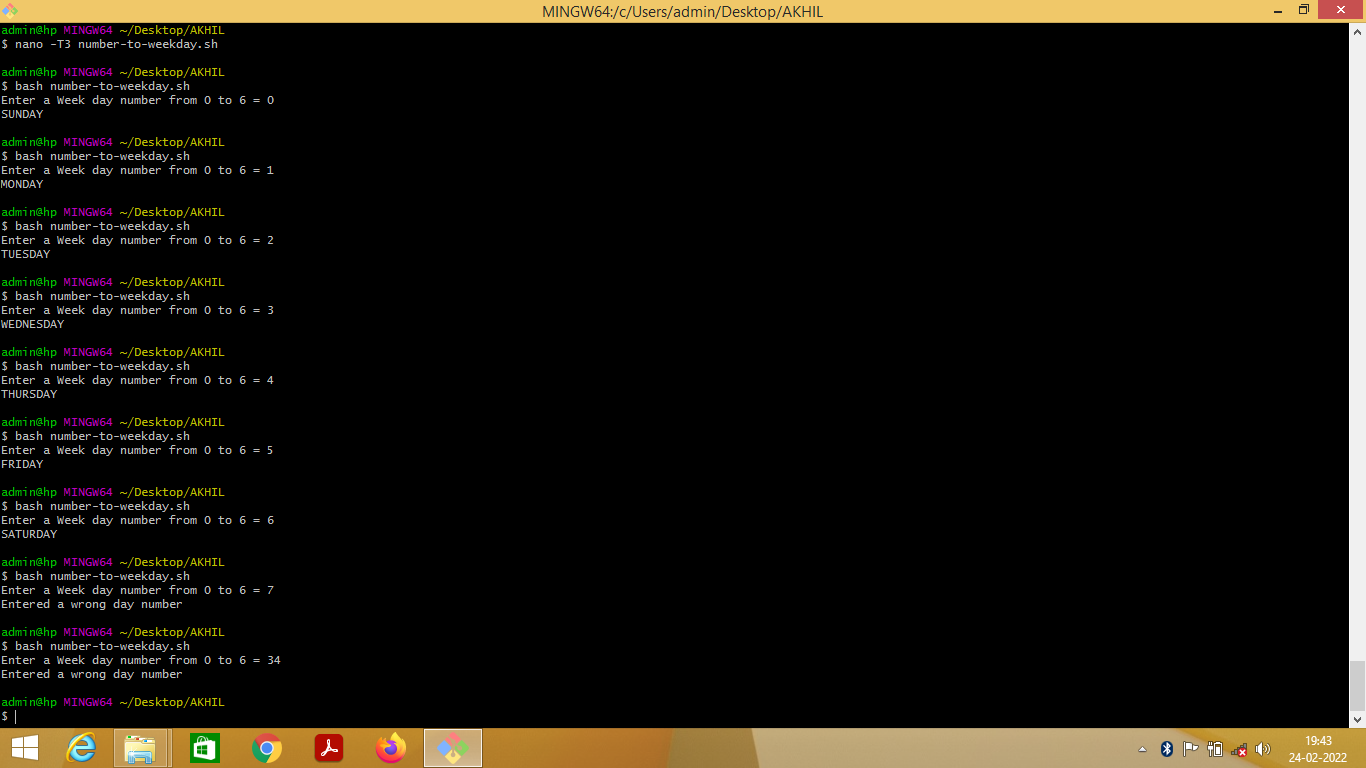 MINGW64:/c/Users/admin/Desktop/AKHIL
admin@hp MINGW64 ~/Desktop/AKHIL
$ nano -T3 number-to-weekday.sh
admin@hp MINGW64 ~/Desktop/AKHIL
$ bash number-to-weekday.sh
Enter a Week day number from 0 to 6 = 0
SUNDAY
admin@hp MINGW64 ~/Desktop/AKHIL
$ bash number-to-weekday.sh
Enter a Week day number from 0 to 6 = 1
MONDAY
admin@hp MINGW64 ~/Desktop/AKHIL
$ bash number-to-weekday.sh
Enter a Week day number from 0 to 6 = 2
TUESDAY
admin@hp MINGW64 ~/Desktop/AKHIL
$ bash number-to-weekday.sh
Enter a Week day number from 0 to 6 = 3
WEDNESDAY
admin@hp MINGW64 ~/Desktop/AKHIL
$ bash number-to-weekday.sh
Enter a Week day number from 0 to 6 = 4
THURSDAY
admin@hp MINGW64 ~/Desktop/AKHIL
$ bash number-to-weekday.sh
Enter a Week day number from 0 to 6 = 5
FRIDAY
admin@hp MINGW64 ~/Desktop/AKHIL
$ bash number-to-weekday.sh
Enter a Week day number from 0 to 6 = 6
SATURDAY
admin@hp MINGW64 ~/Desktop/AKHIL
$ bash number-to-weekday.sh
Enter a Week day number from 0 to 6 = 7
Entered a wrong day number
admin@hp MINGW64 ~/Desktop/AKHIL
$ bash number-to-weekday.sh
Enter a Week day number from 0 to 6 = 34
Entered a wrong day number
admin@hp MINGW64 ~/Desktop/AKHIL
$
19:43
24-02-2022